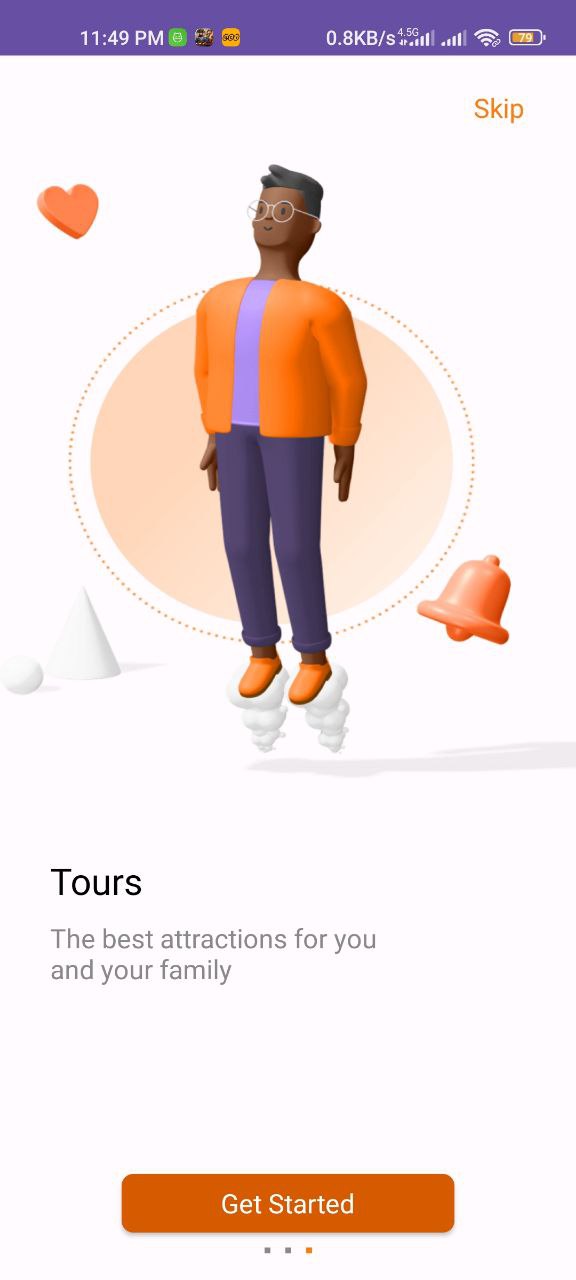 11:49 PM
0.8KB/s 4.5G 79
Skip
Tours
The best attractions for you
and your family
Get Started